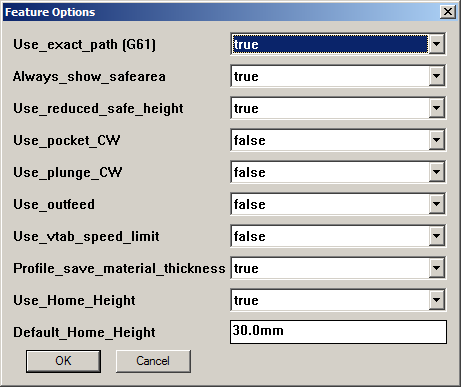 Feature Options
Use_exact_path (G61) true
Always_show_safearea true
Use_reduced_safe_height true
Use_pocket_CW false
Use_plunge_CW false
Use_outfeed false
Use_vtab_speed_limit false
Profile_save_material_thickness true
Use_Home_Height true
Default_Home_Height 30.0mm
OK Cancel